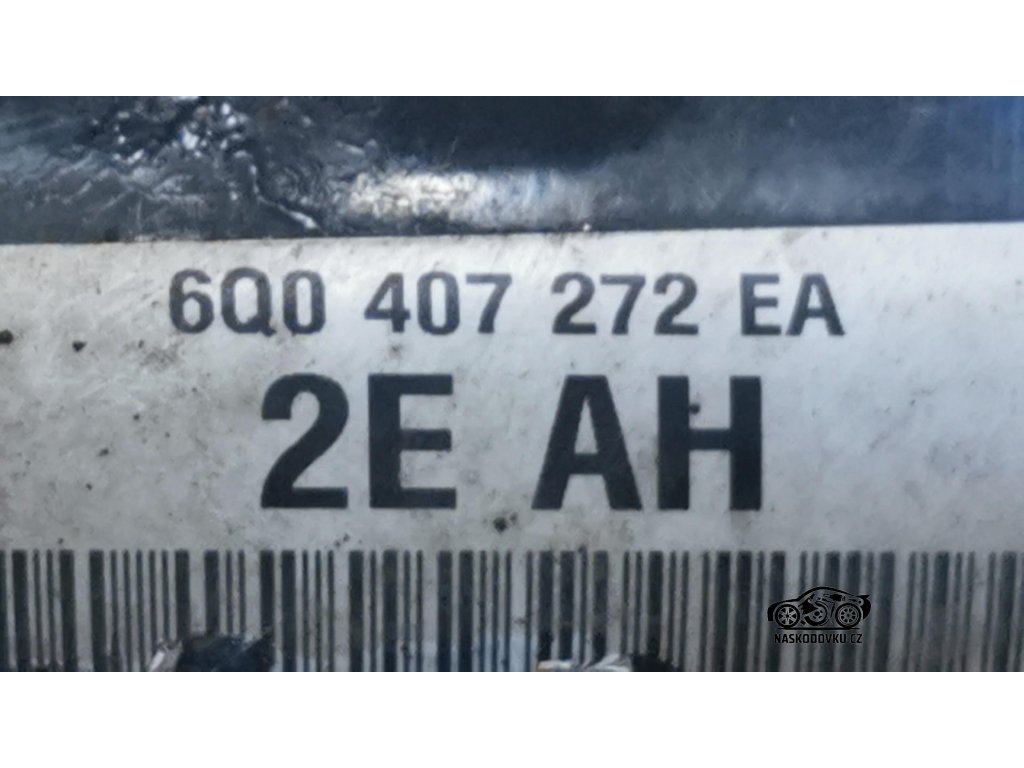 6Q0 407 272 EA
2E AH
NASKODOVKU.CZ